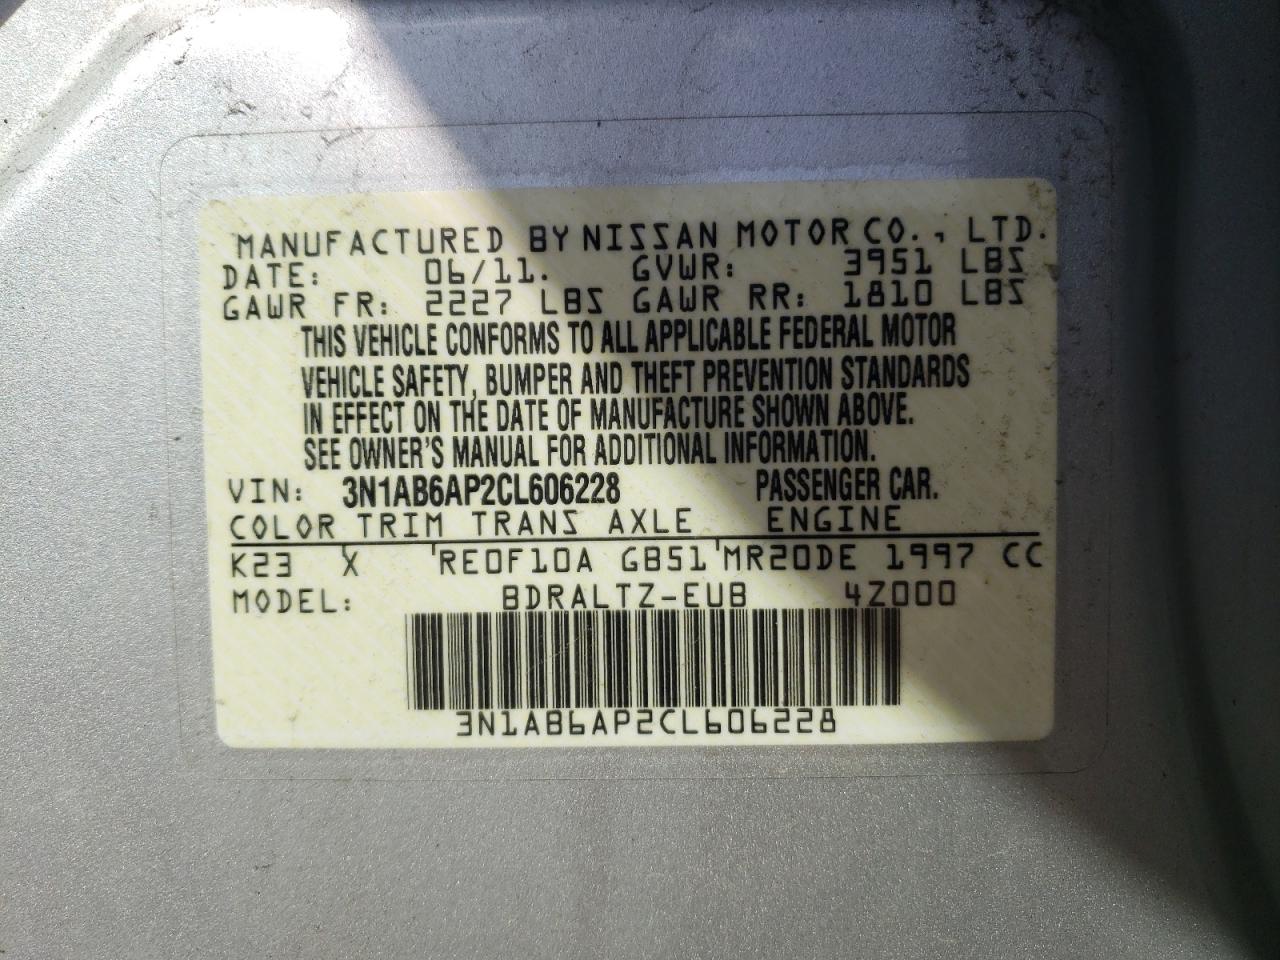 MANUFACTURED BY NISSAN MOTOR CO., LTD.
DATE: 06/11. GVWR: 3951 LBS
GAWR FR: 2227 LBS GAWR RR: 1810 LBS
THIS VEHICLE CONFORMS TO ALL APPLICABLE FEDERAL MOTOR
VEHICLE SAFETY, BUMPER AND THEFT PREVENTION STANDARDS
IN EFFECT ON THE DATE OF MANUFACTURE SHOWN ABOVE.
SEE OWNER'S MANUAL FOR ADDITIONAL INFORMATION.
VIN: 3N1AB6AP2CL606228 PASSENGER CAR.
COLOR TRIM TRANS AXLE ENGINE
K23 X RE0F10A GB51 MR20DE 1997 CC
MODEL: BDRALTZ-EUB 4Z000
3N1AB6AP2CL606228